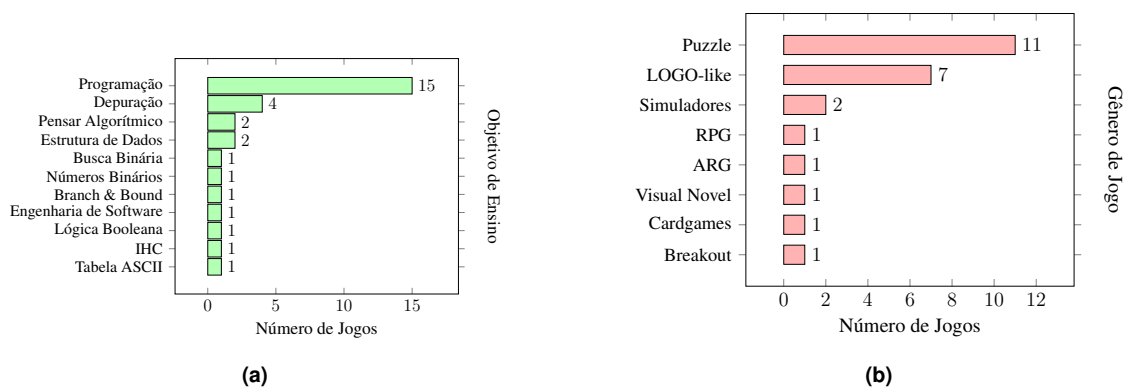 Programação
15
Depuração
4
Pensar Algorítmico
2
Estrutura de Dados
2
Busca Binária
1
Números Binários
1
Branch & Bound
1
Engenharia de Software
1
Lógica Booleana
1
IHC
1
Tabela ASCII
1
0 5 10 15
Número de Jogos
Objetivo de Ensino
(a)
Puzzle
11
LOGO-like
7
Simuladores
2
RPG
1
ARG
1
Visual Novel
1
Cardgames
1
Breakout
1
0 2 4 6 8 10 12
Número de Jogos
Gênero de Jogo
(b)